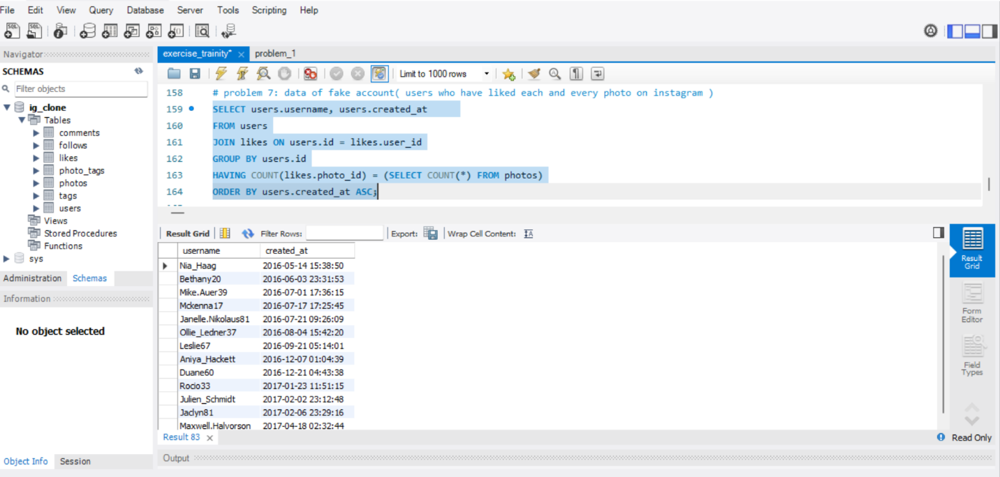 File Edit View Query Database Server Tools Scripting Help
SQL SQL
Navigator
exercise_trainity* × problem_1
SCHEMAS
Limit to 1000 rows
Filter objects
ig_clone
Tables
comments
follows
likes
photo_tags
photos
tags
users
Views
Stored Procedures
Functions
sys
Administration Schemas
Information
No object selected
Object Info Session
158 # problem 7: data of fake account( users who have liked each and every photo on instagram )
159 SELECT users.username, users.created_at
160 FROM users
161 JOIN likes ON users.id = likes.user_id
162 GROUP BY users.id
163 HAVING COUNT(likes.photo_id) = (SELECT COUNT(*) FROM photos)
164 ORDER BY users.created_at ASC;
Result Grid Filter Rows: Export: Wrap Cell Content: IA
username created_at
Nia_Haag 2016-05-14 15:38:50
Bethany20 2016-06-03 23:31:53
Mike.Auer39 2016-07-01 17:36:15
Mckenna17 2016-07-17 17:25:45
Janelle.Nikolaus81 2016-07-21 09:26:09
Ollie_Ledner37 2016-08-04 15:42:20
Leslie67 2016-09-21 05:14:01
Aniya_Hackett 2016-12-07 01:04:39
Duane60 2016-12-21 04:43:38
Rocio33 2017-01-23 11:51:15
Julien_Schmidt 2017-02-02 23:12:48
Jaclyn81 2017-02-06 23:29:16
Maxwell.Halvorson 2017-04-18 02:32:44
Result
Grid
Form
Editor
Field
Types
Result 83 ×
Read Only
Output